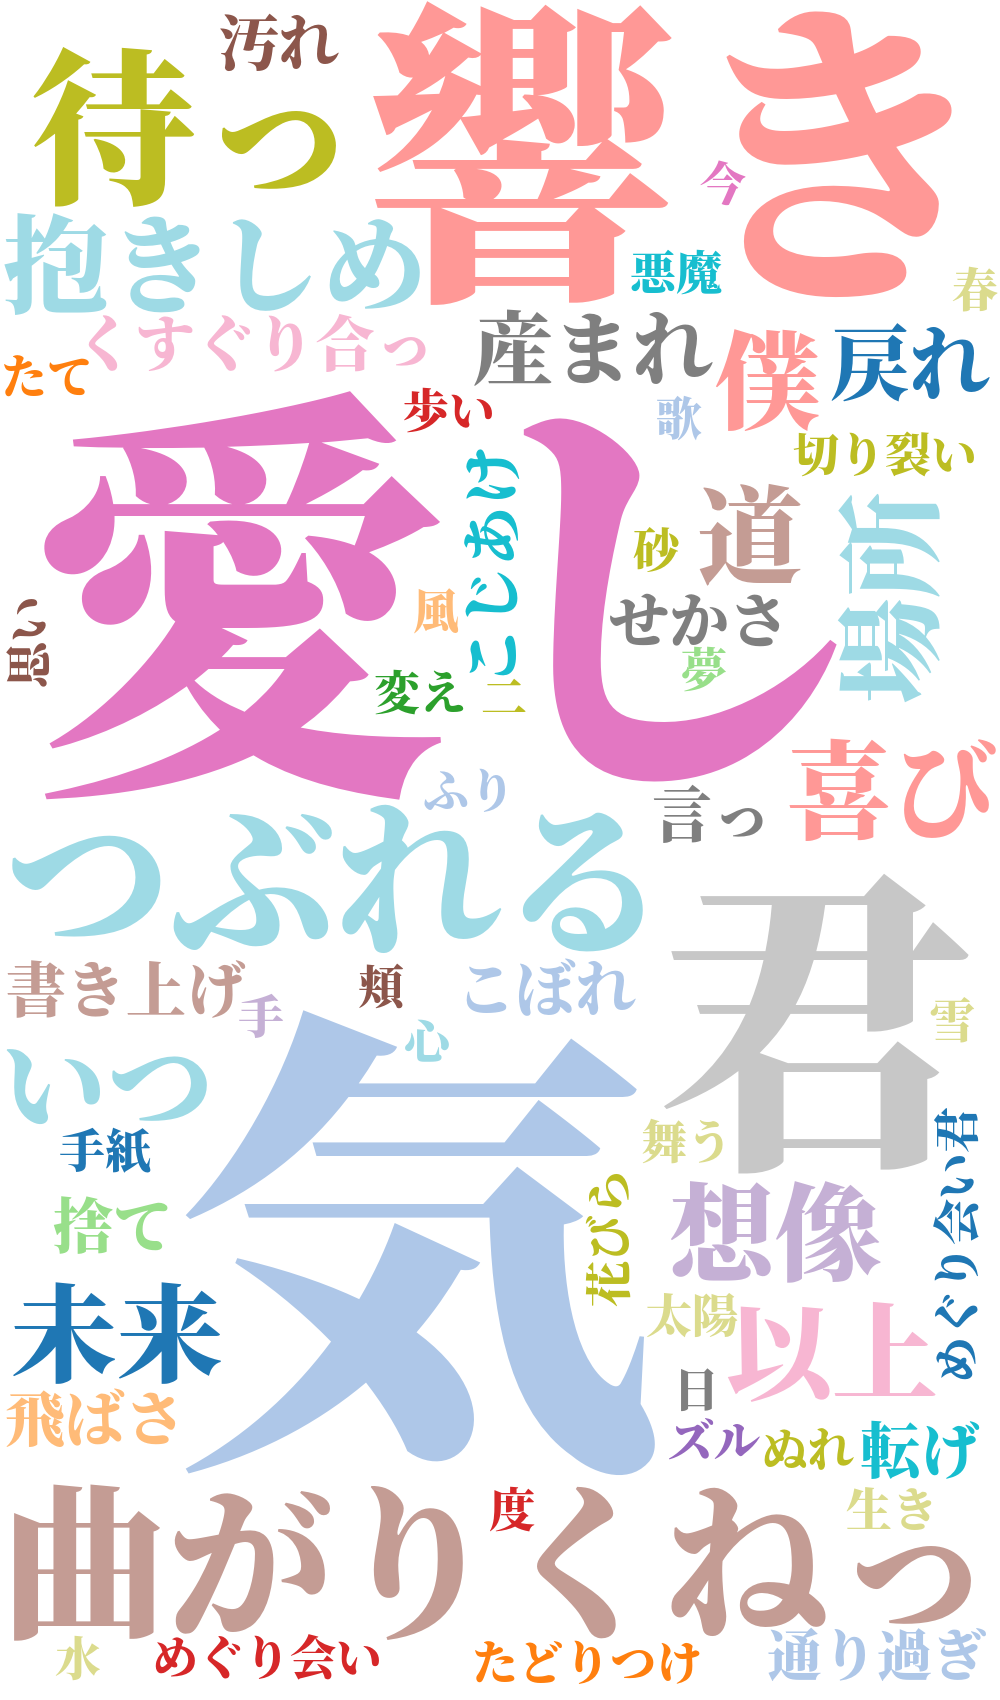 汚れ
待っ
響き
今
抱きしめ
悪魔
春
くすぐり合っ
産まれ
僕
戻れ
たて
歩い
歌
切り裂い
愛し
こじあけ
道
場所
砂
風
せかさ
思い
夢
変え
二
喜び
ふり
言っ
つぶれる
君
書き上げ
頬
こぼれ
手
雪
心
いつ
気
手紙
舞う
めぐり会い君
花びら
想像
捨て
太陽
以上
未来
日
飛ばさ
ズル
ぬれ
転げ
曲がりくねっ
度
生き
水
めぐり会い
たどりつけ
通り過ぎ